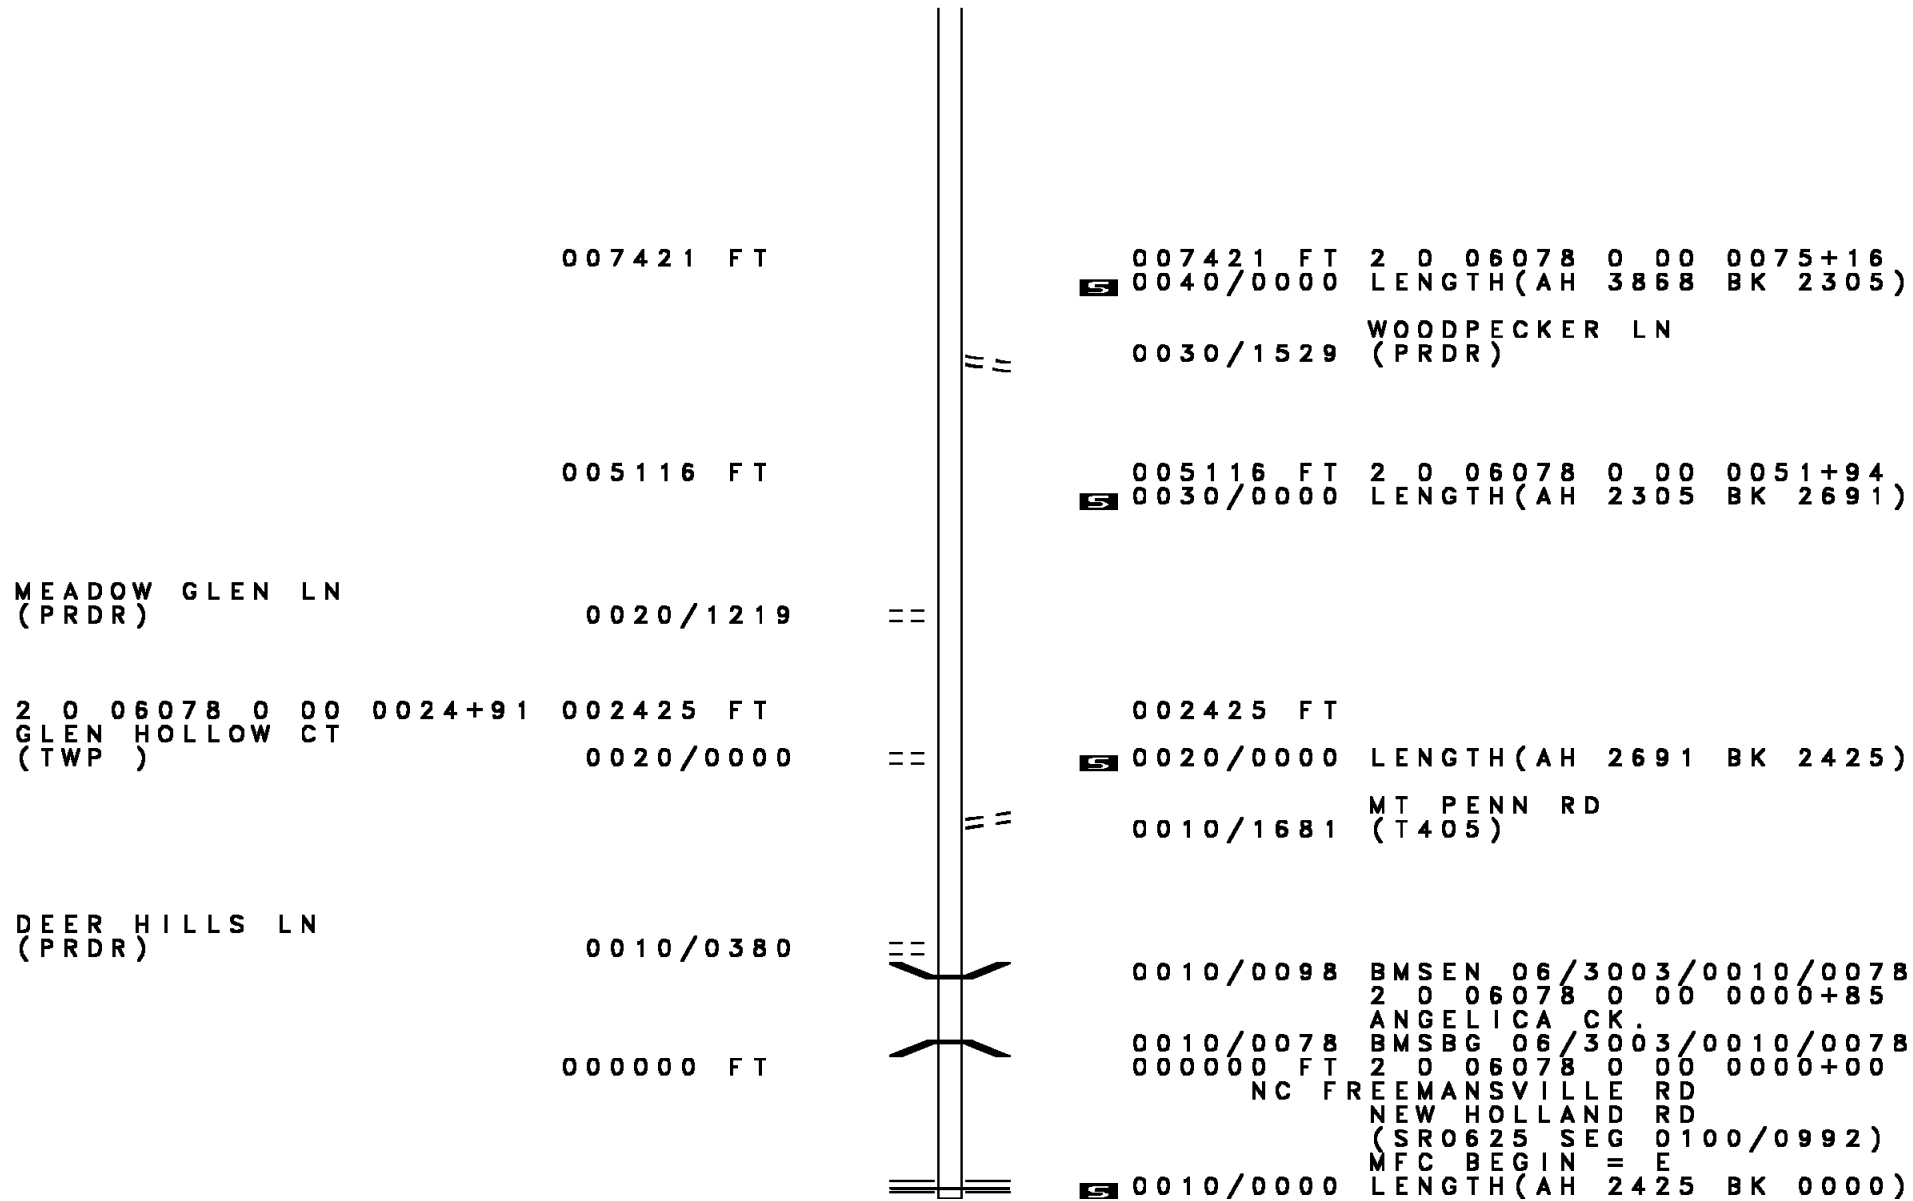 007421 FT 007421 FT 2 0 06078 0 00 0075+16
S 0040/0000 LENGTH(AH 3868 BK 2305)
WOODPECKER LN
0030/1529 (PRDR)
005116 FT 005116 FT 2 0 06078 0 00 0051+94
S 0030/0000 LENGTH(AH 2305 BK 2691)
MEADOW GLEN LN
(PRDR) 0020/1219
2 0 06078 0 00 0024+91 002425 FT 002425 FT
GLEN HOLLOW CT
(TWP ) 0020/0000 S 0020/0000 LENGTH(AH 2691 BK 2425)
MT PENN RD
0010/1681 (T405)
DEER HILLS LN
(PRDR) 0010/0380
0010/0098 BMSEN 06/3003/0010/0078
2 0 06078 0 00 0000+85
ANGELICA CK.
0010/0078 BMSBG 06/3003/0010/0078
000000 FT 000000 FT 2 0 06078 0 00 0000+00
NC FREEMANSVILLE RD
NEW HOLLAND RD
(SR0625 SEG 0100/0992)
MFC BEGIN = E
S 0010/0000 LENGTH(AH 2425 BK 0000)